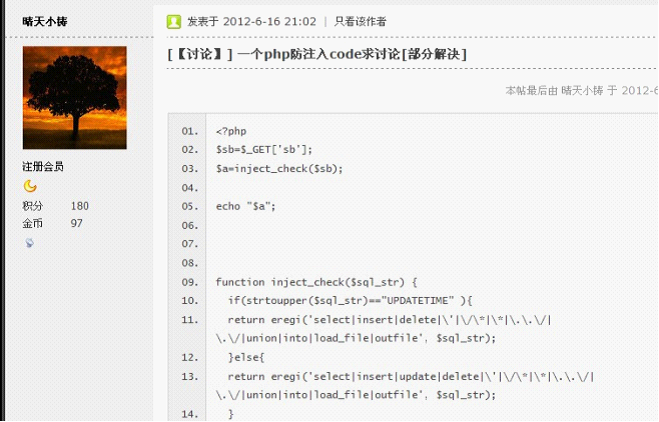 晴天小铸
发表于 2012-6-16 21:02 | 只看该作者
[【讨论】] 一个php防注入code求讨论[部分解决]
本帖最后由 晴天小铸 于 2012-6
注册会员
积分 180
金币 97
01. <?php
02. $sb=$_GET['sb'];
03. $a=inject_check($sb);
04.
05. echo "$a";
06.
07.
08.
09. function inject_check($sql_str) {
10. if(strtoupper($sql_str)=="UPDATETIME" ){
11. return eregi('select|insert|delete|\'|\/\*|\*|\.\.\/|
\.\/|union|into|load_file|outfile', $sql_str);
12. }else{
13. return eregi('select|insert|update|delete|\'|\/\*|\*|\.\.\/|
\.\/|union|into|load_file|outfile', $sql_str);
14. }